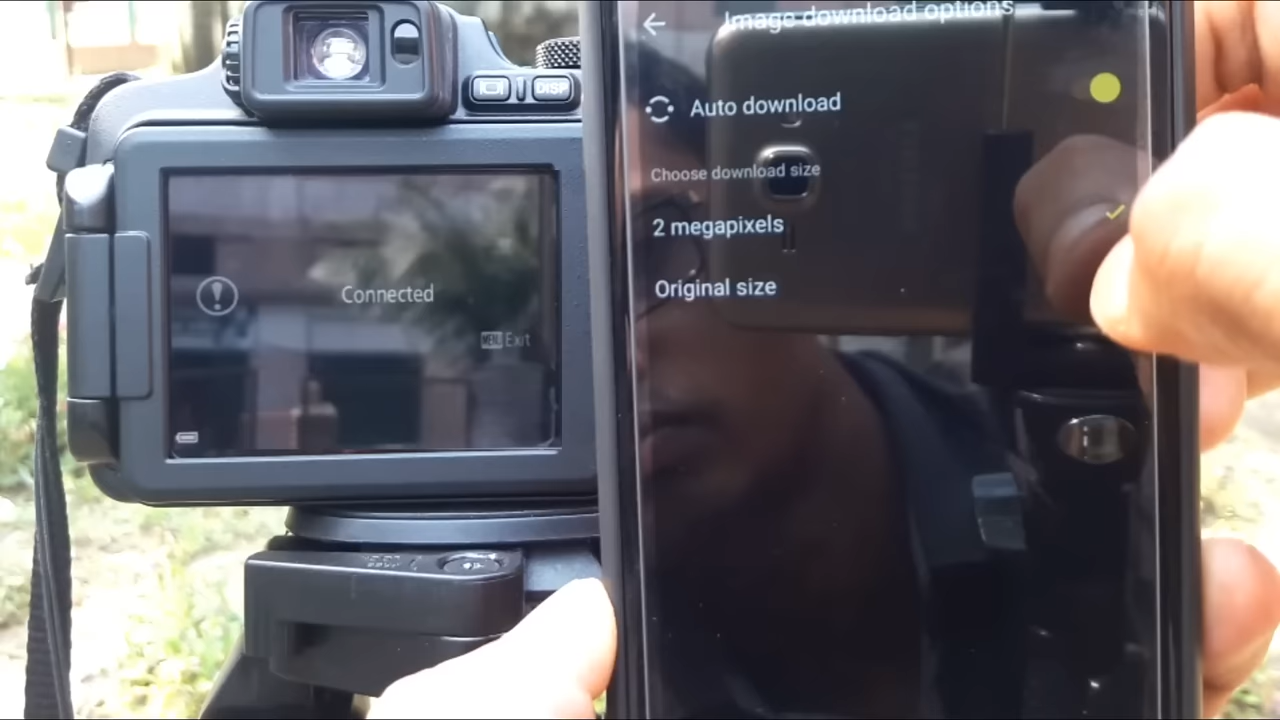 DISP
Connected
MENU Exit
Image download options
Auto download
Choose download size
2 megapixels
Original size